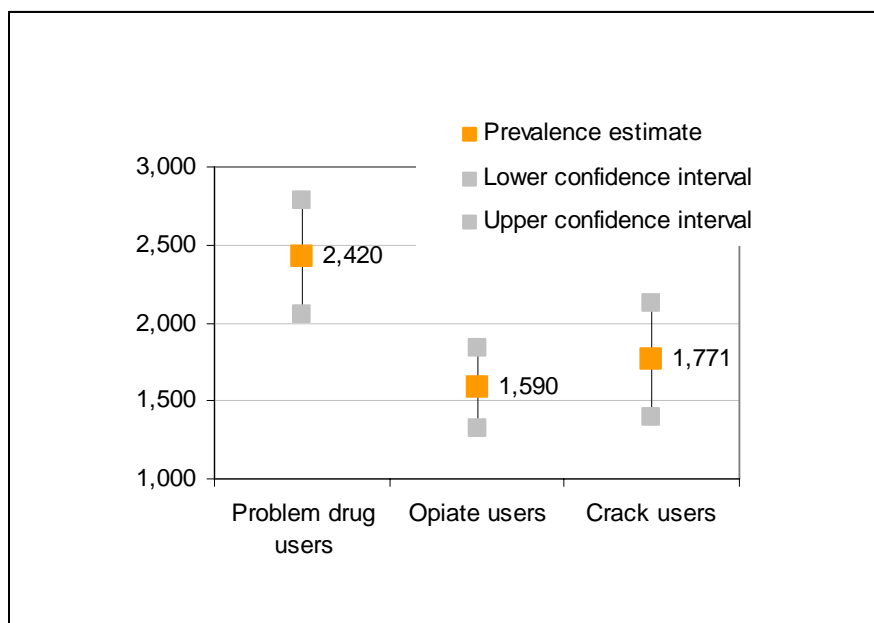 Prevalence estimate
Lower confidence interval
Upper confidence interval
3,000
2,500
2,000
1,500
1,000
2,420
1,590
1,771
Problem drug
users
Opiate users
Crack users